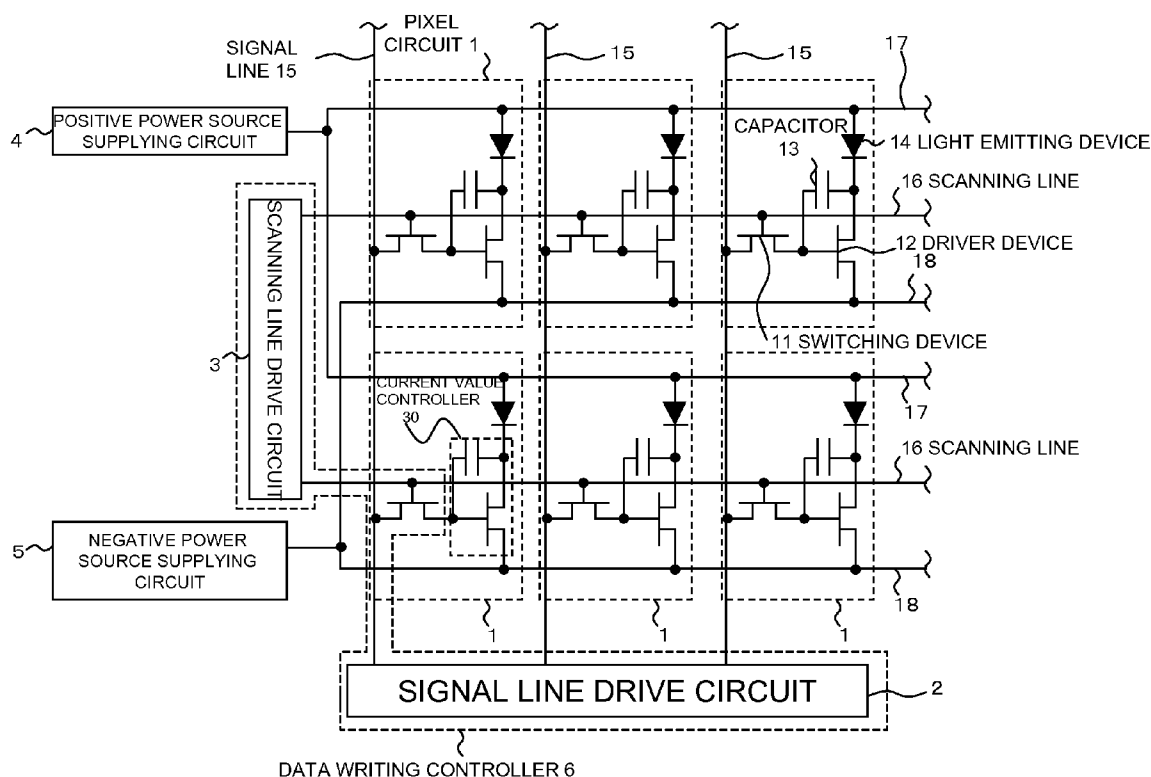 PIXEL
CIRCUIT 1
SIGNAL
LINE 15
15
15
17
POSITIVE POWER SOURCE
SUPPLYING CIRCUIT
4
CAPACITOR
13
14 LIGHT EMITTING DEVICE
16 SCANNING LINE
SCANNING LINE DRIVE CIRCUIT
3
12 DRIVER DEVICE
18
11 SWITCHING DEVICE
CURRENT VALUE
CONTROLLER
30
17
16 SCANNING LINE
NEGATIVE POWER
SOURCE SUPPLYING
CIRCUIT
5
18
1
1
1
SIGNAL LINE DRIVE CIRCUIT
2
DATA WRITING CONTROLLER 6